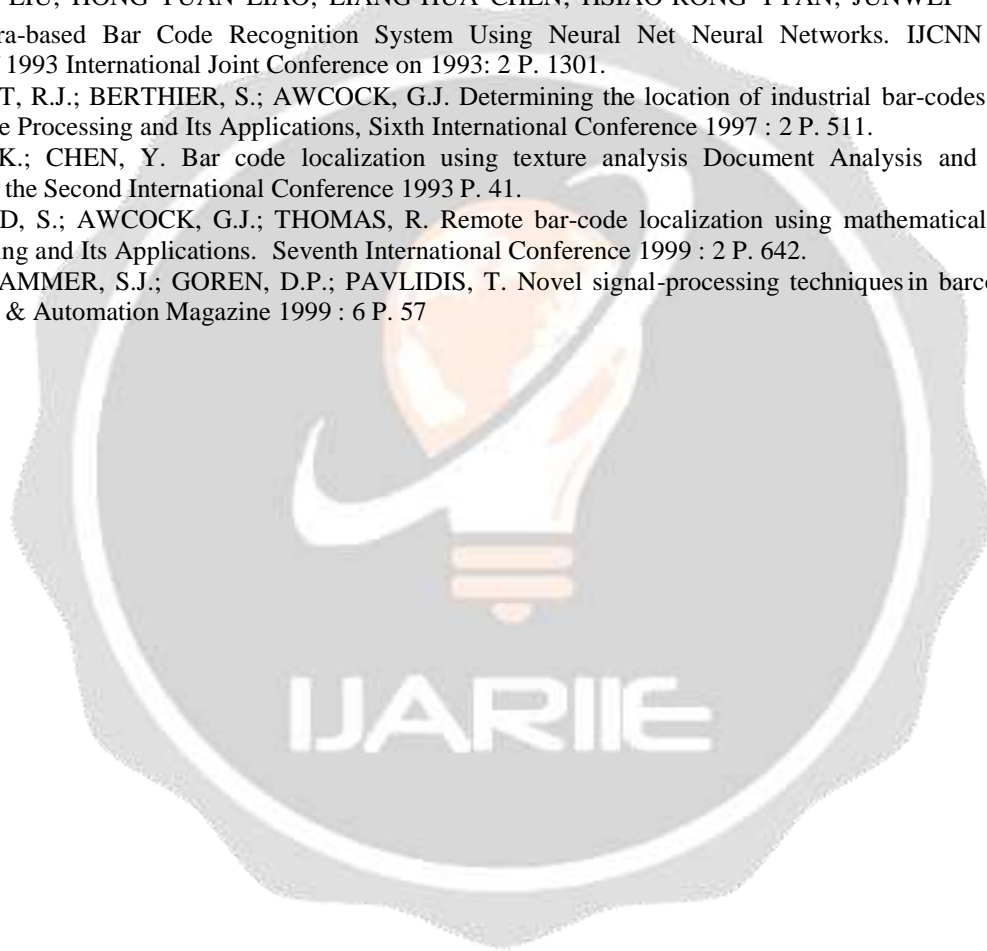 LIU; HONG-YUAN LIAO; LIANG-HUA CHEN; HSIAO-RONG TYAN; JUNWEI
ra-based Bar Code Recognition System Using Neural Net Neural Networks. IJCNN
1993 International Joint Conference on 1993: 2 P. 1301.
T, R.J.; BERTHIER, S.; AWCOCK, G.J. Determining the location of industrial bar-codes
e Processing and Its Applications, Sixth International Conference 1997 : 2 P. 511.
K.; CHEN, Y. Bar code localization using texture analysis Document Analysis and
the Second International Conference 1993 P. 41.
D, S.; AWCOCK, G.J.; THOMAS, R. Remote bar-code localization using mathematical
ng and Its Applications. Seventh International Conference 1999 : 2 P. 642.
AMMER, S.J.; GOREN, D.P.; PAVLIDIS, T. Novel signal-processing techniques in barc
& Automation Magazine 1999 : 6 P. 57
IJARIIE